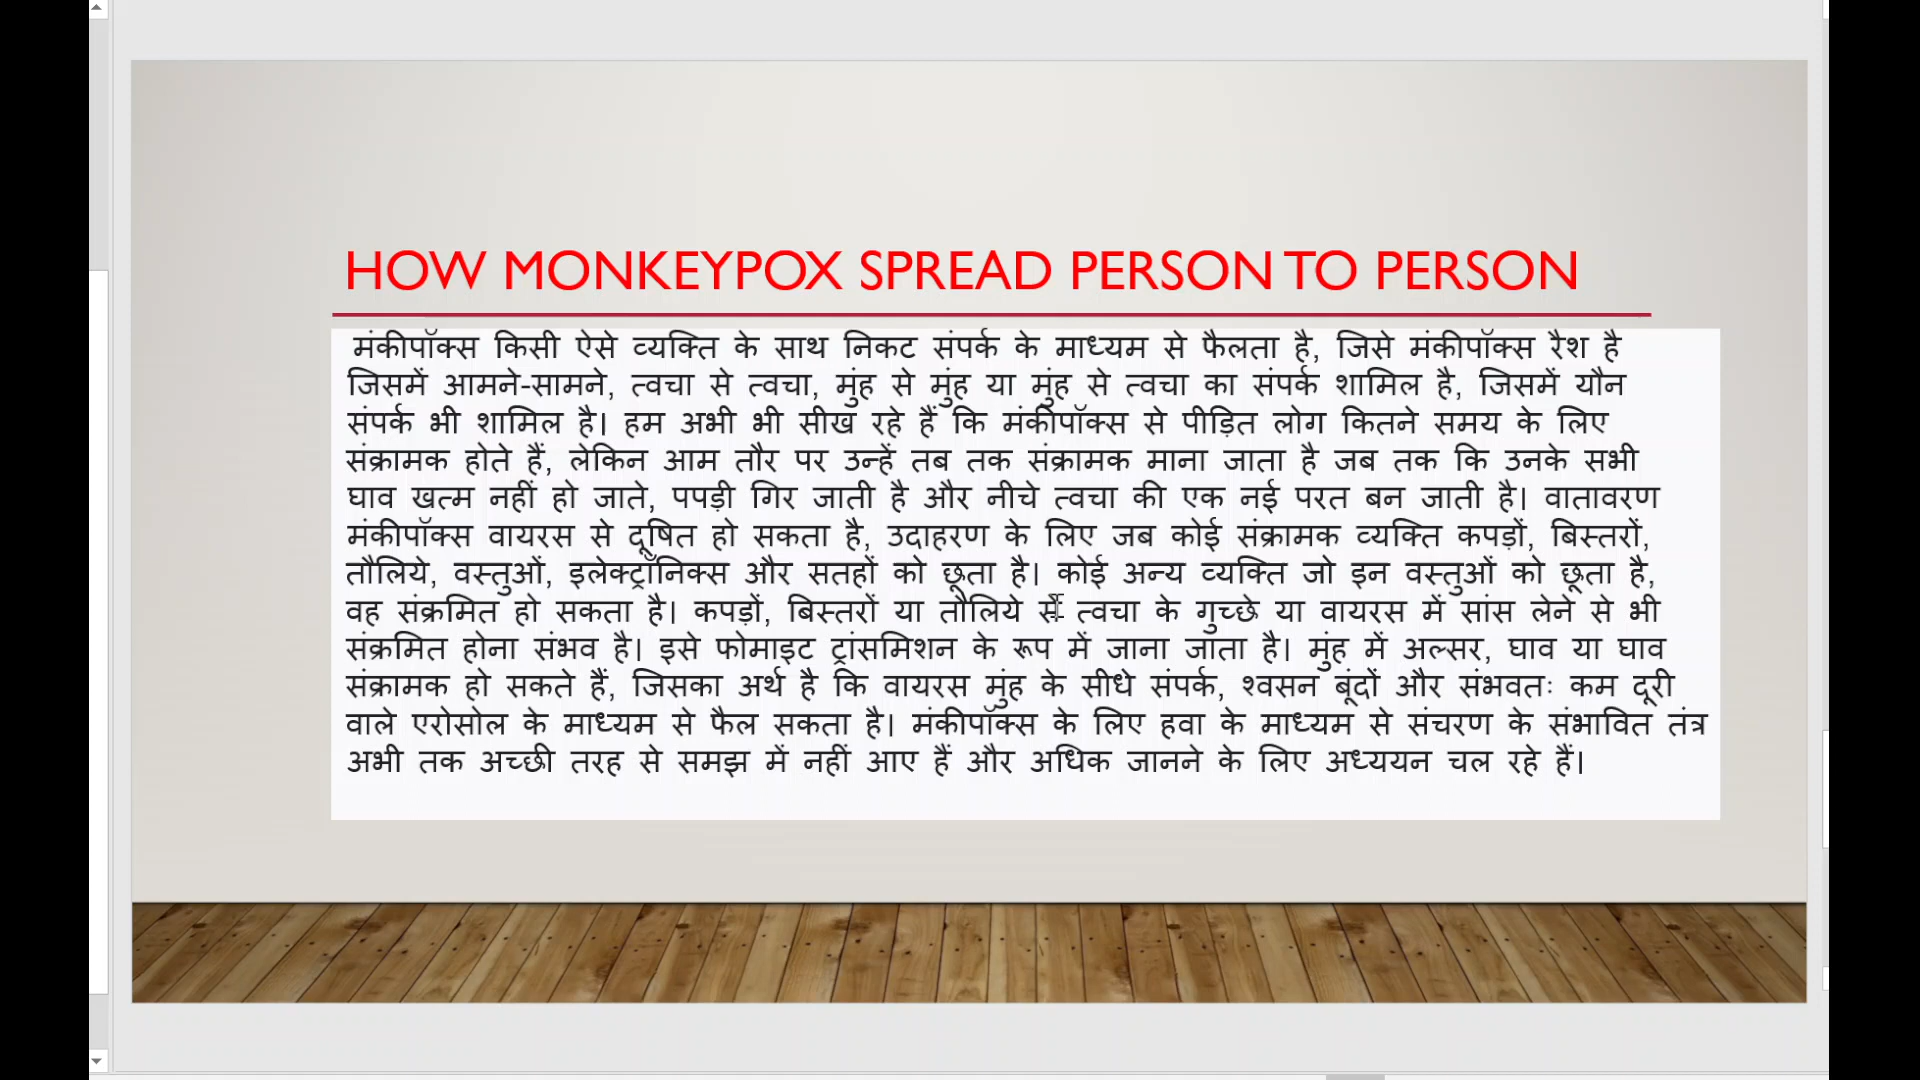 HOW MONKEYPOX SPREAD PERSON TO PERSON
मंकीपॉक्स किसी ऐसे व्यक्ति के साथ निकट संपर्क के माध्यम से फैलता है, जिसे मंकीपॉक्स रैश है
जिसमें आमने-सामने, त्वचा से त्वचा, मुंह से मुंह या मुंह से त्वचा का संपर्क शामिल है, जिसमें यौन
संपर्क भी शामिल है। हम अभी भी सीख रहे हैं कि मंकीपॉक्स से पीड़ित लोग कितने समय के लिए
संक्रामक होते हैं, लेकिन आम तौर पर उन्हें तब तक संक्रामक माना जाता है जब तक कि उनके सभी
घाव खत्म नहीं हो जाते, पपड़ी गिर जाती है और नीचे त्वचा की एक नई परत बन जाती है। वातावरण
मंकीपॉक्स वायरस से दूषित हो सकता है, उदाहरण के लिए जब कोई संक्रामक व्यक्ति कपड़ों, बिस्तरों,
तौलिये, वस्तुओं, इलेक्ट्रॉनिक्स और सतहों को छूता है। कोई अन्य व्यक्ति जो इन वस्तुओं को छूता है,
वह संक्रमित हो सकता है। कपड़ों, बिस्तरों या तौलिये से त्वचा के गुच्छे या वायरस में सांस लेने से भी
संक्रमित होना संभव है। इसे फोमाइट ट्रांसमिशन के रूप में जाना जाता है। मुंह में अल्सर, घाव या घाव
संक्रामक हो सकते हैं, जिसका अर्थ है कि वायरस मुंह के सीधे संपर्क, श्वसन बूंदों और संभवतः कम दूरी
वाले एरोसोल के माध्यम से फैल सकता है। मंकीपॉक्स के लिए हवा के माध्यम से संचरण के संभावित तंत्र
अभी तक अच्छी तरह से समझ में नहीं आए हैं और अधिक जानने के लिए अध्ययन चल रहे हैं।